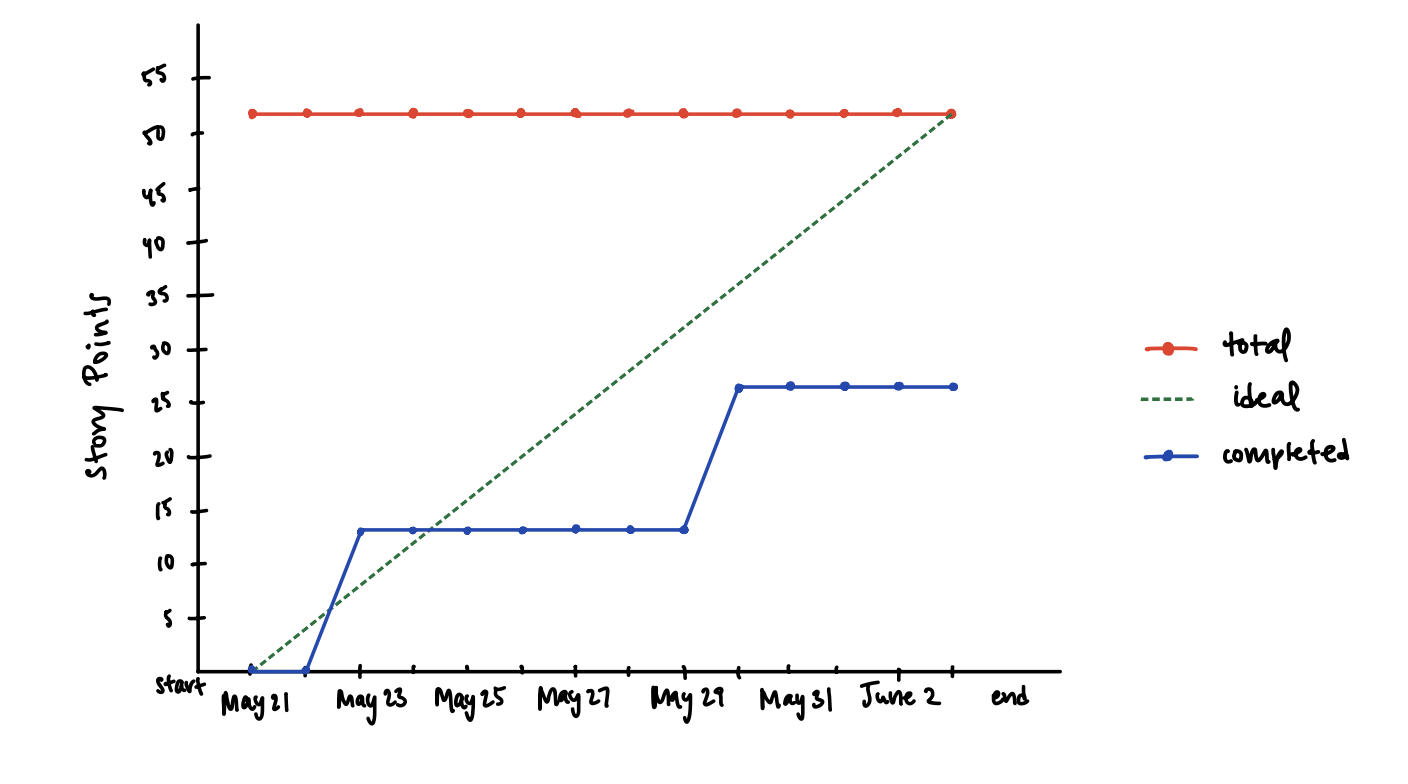 55
50
45
40
35
30
25
20
15
10
5
Story Points
start
May 21
May 23
May 25
May 27
May 29
May 31
June 2
end
total
ideal
completed